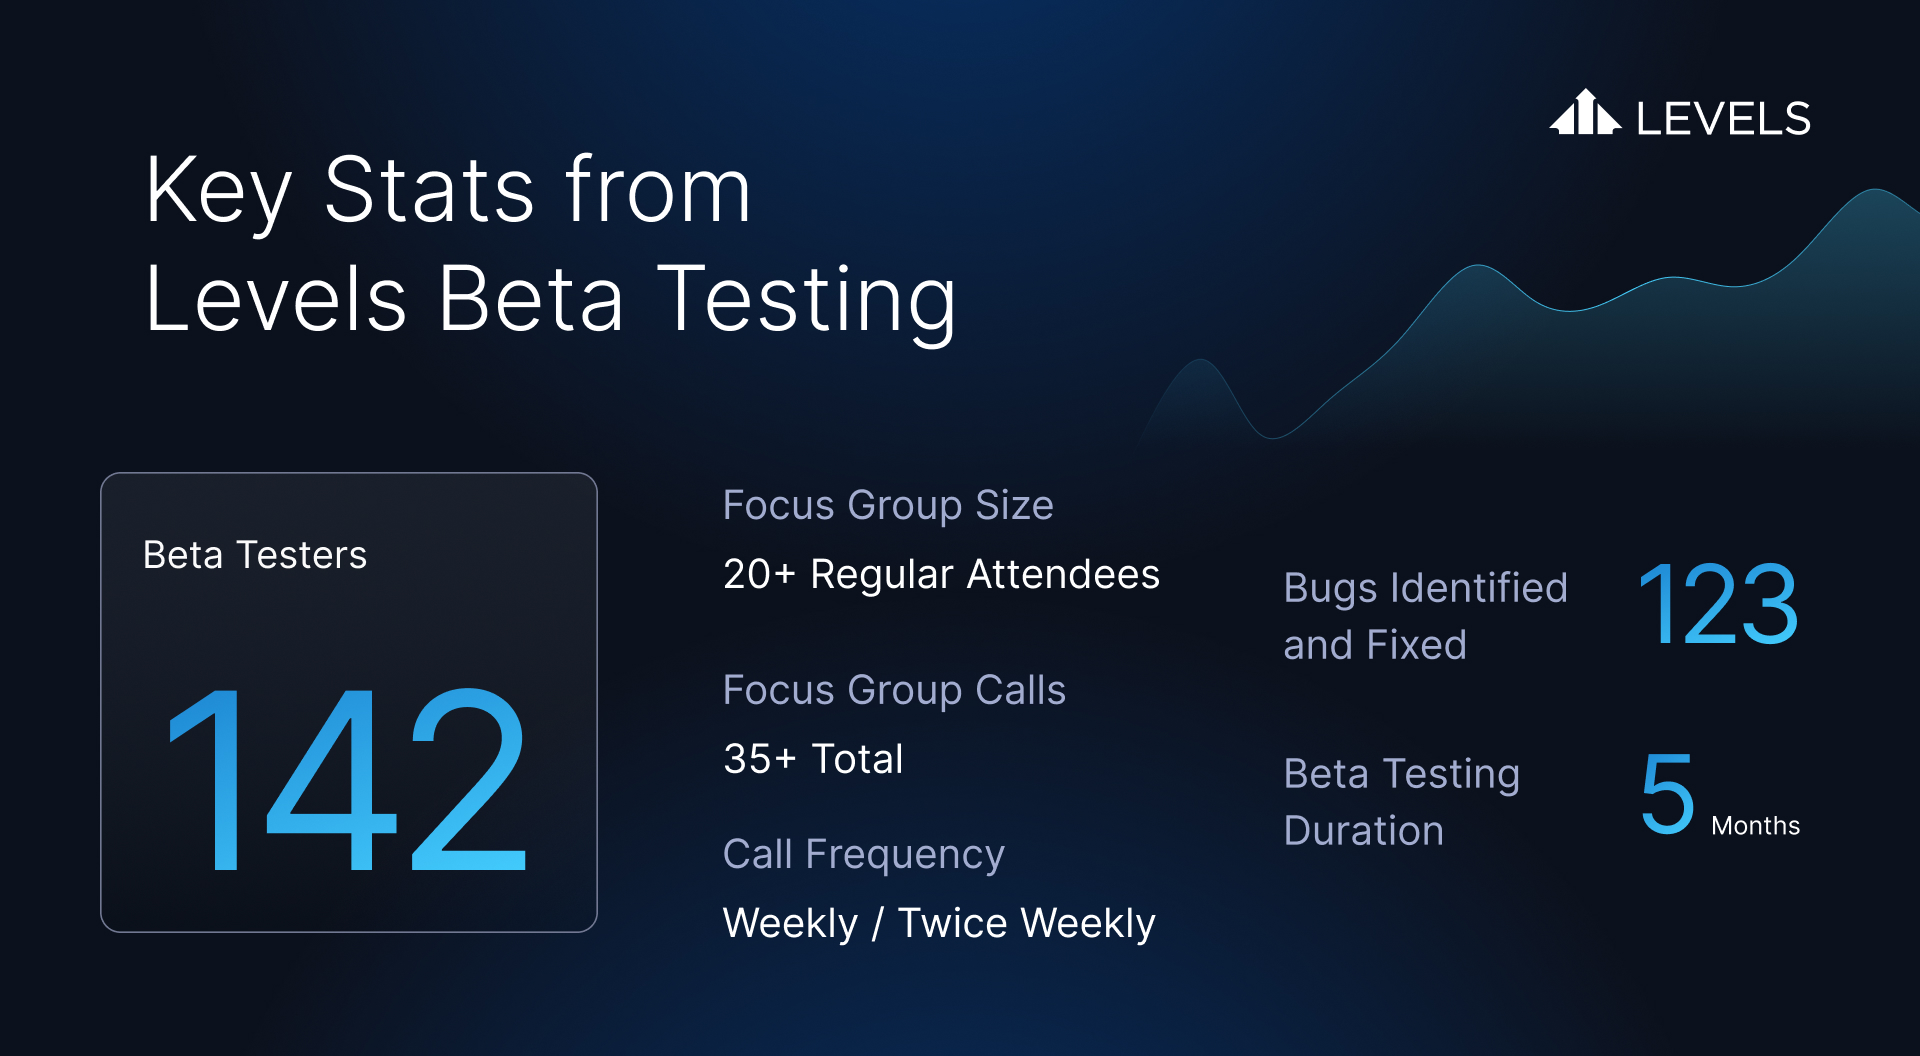 LEVELS
Key Stats from
Levels Beta Testing
Beta Testers
142
Focus Group Size
20+ Regular Attendees
Focus Group Calls
35+ Total
Call Frequency
Weekly / Twice Weekly
Bugs Identified
and Fixed
123
Beta Testing
Duration
5 Months